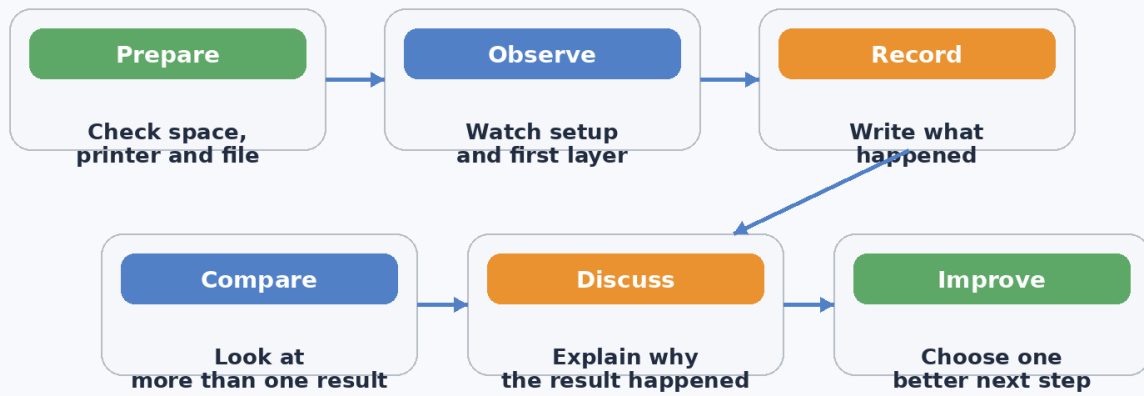 Prepare
Check space,
printer and file
Observe
Watch setup
and first layer
Record
Write what
happened
Compare
Look at
more than one result
Discuss
Explain why
the result happened
Improve
Choose one
better next step